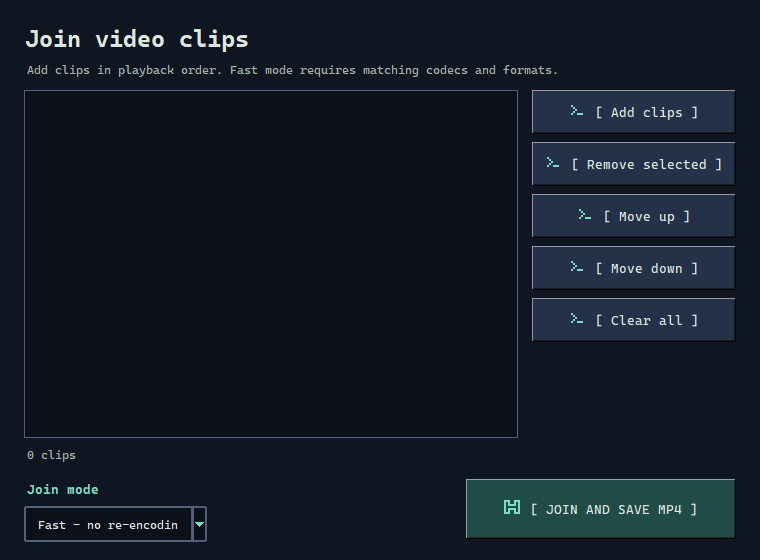 Join video clips
Add clips in playback order. Fast mode requires matching codecs and formats.
[ Add clips ]
[ Remove selected ]
[ Move up ]
[ Move down ]
[ Clear all ]
0 clips
Join mode
Fast – no re-encodin
[ JOIN AND SAVE MP4 ]